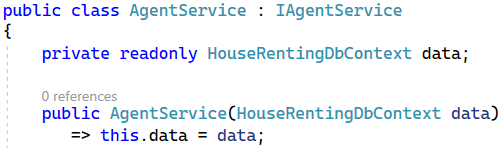 public class AgentService : IAgentService
{
private readonly HouseRentingDbContext data;
0 references
public AgentService(HouseRentingDbContext data)
=> this.data = data;